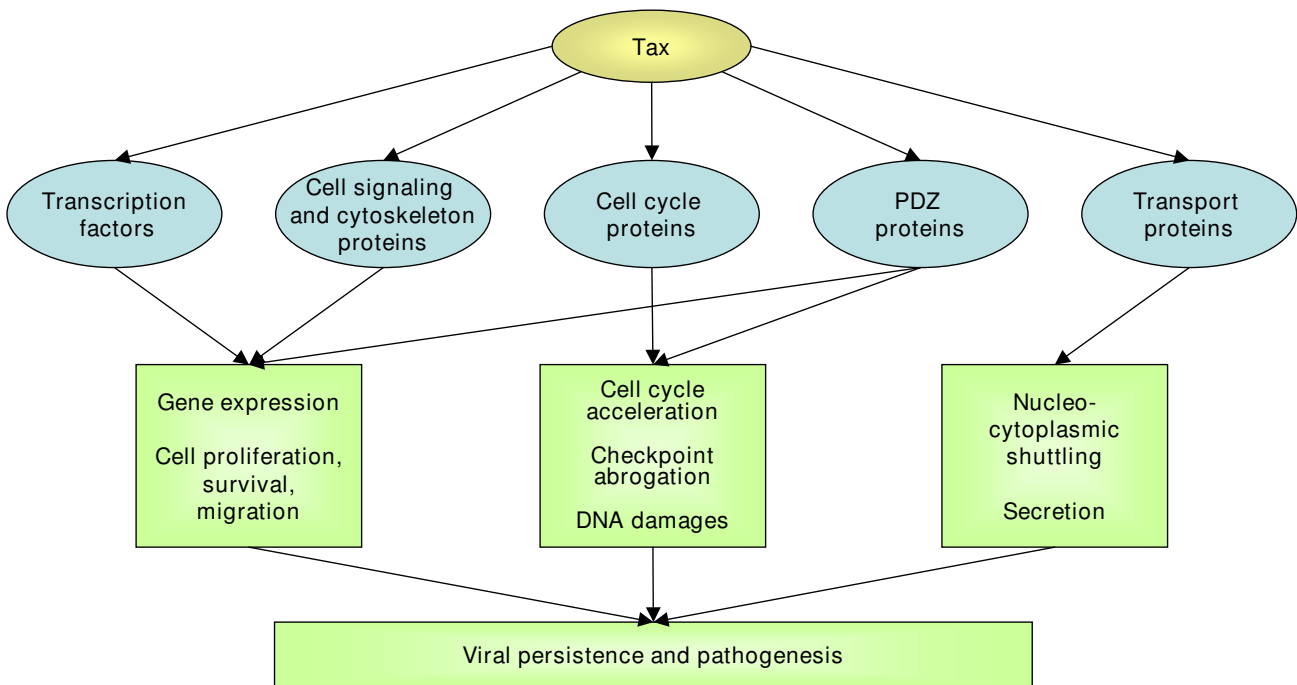 Tax
Transcription
factors
Cell signaling
and cytoskeleton
proteins
Cell cycle
proteins
PDZ
proteins
Transport
proteins
Gene expression
Cell proliferation,
survival,
migration
Cell cycle
acceleration
Checkpoint
abrogation
DNA damages
Nucleo-
cytoplasmic
shuttling
Secretion
Viral persistence and pathogenesis